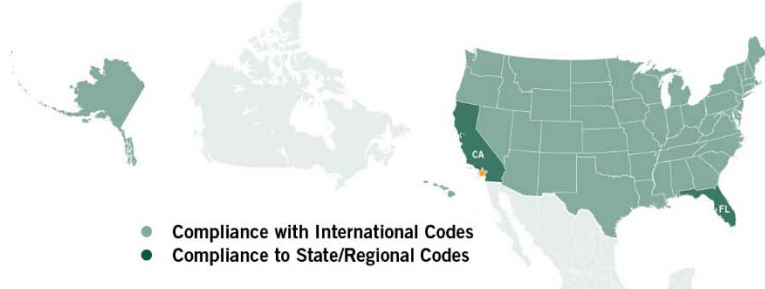 CA
FL
Compliance with International Codes
Compliance to State/Regional Codes